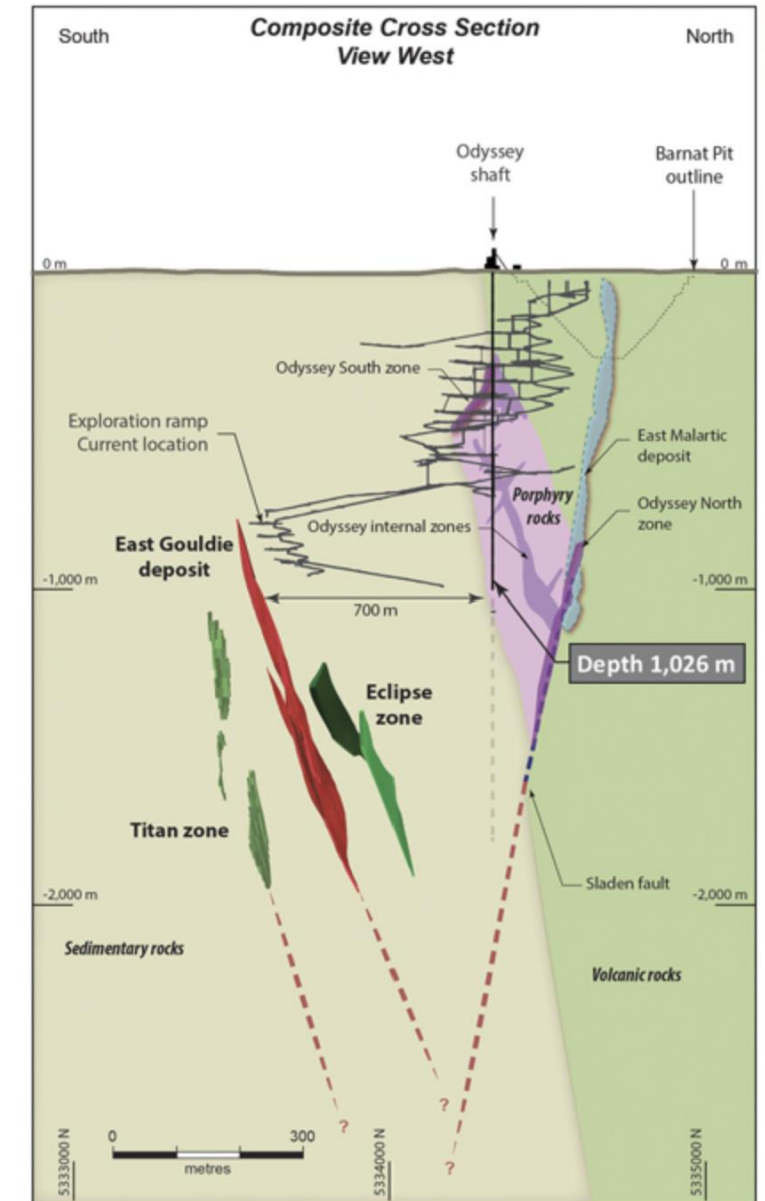 Composite Cross Section
View West
South
North
Odyssey
shaft
Barnat Pit
outline
0 m
0 m
Odyssey South zone
Exploration ramp
Current location
East Malartic
deposit
Porphyry
rocks
Odyssey North
zone
Odyssey internal zones
East Gouldie
deposit
-1,000 m
-1,000 m
700 m
Depth 1,026 m
Eclipse
zone
Titan zone
Sladen fault
-2,000 m
-2,000 m
Sedimentary rocks
Volcanic rocks
?
?
?
0
300
metres
5333000 N
5334000 N
5335000 N